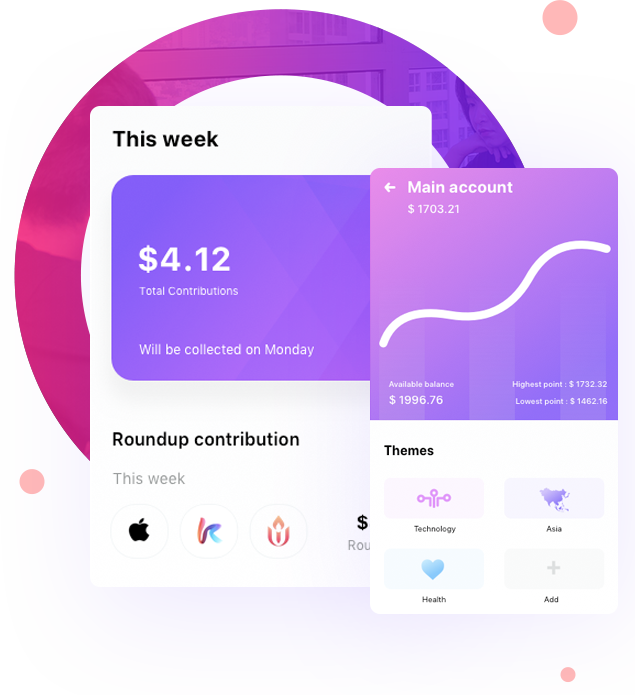 This week
$4.12
Total Contributions
Will be collected on Monday
Roundup contribution
This week
$
Main account
$ 1703.21
Available balance
$ 1996.76
Highest point : $ 1732.32
Lowest point : $ 1462.16
Themes
Technology
Asia
Health
Add